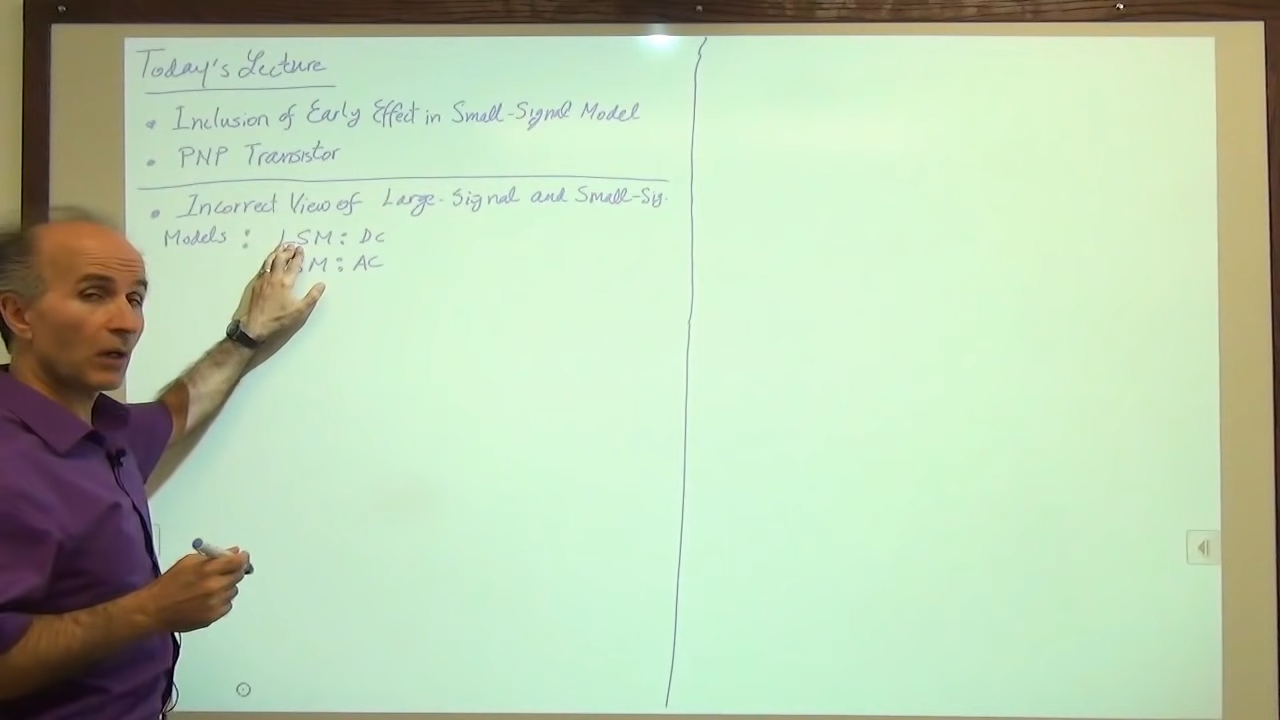 Today's Lecture
• Inclusion of Early Effect in Small-Signal Model
• PNP Transistor
• Incorrect View of Large-Signal and Small-Sig.
Models : LSM : DC
SM : AC